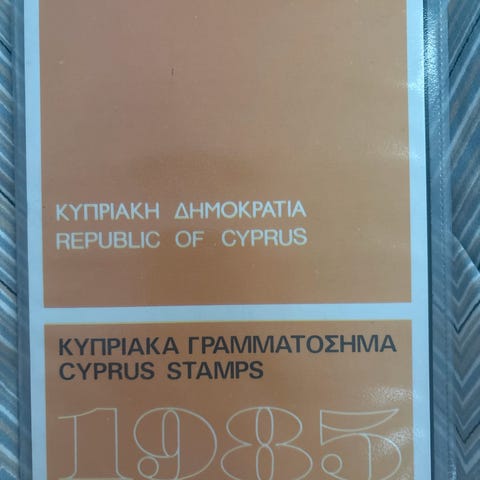 ΚΥΠΡΙΑΚΗ ΔΗΜΟΚΡΑΤΙΑ
REPUBLIC OF CYPRUS
ΚΥΠΡΙΑΚΑ ΓΡΑΜΜΑΤΟΣΗΜΑ
CYPRUS STAMPS
1985